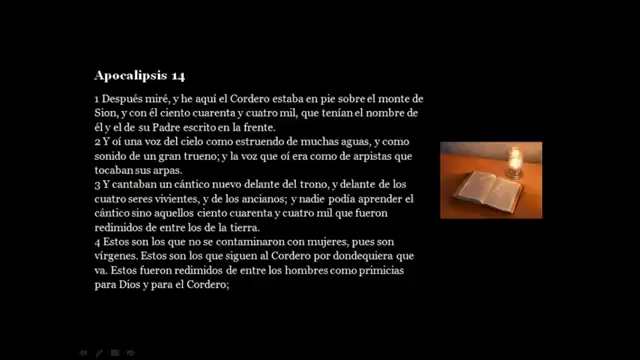 Apocalipsis 14
1 Después miré, y he aquí el Cordero estaba en pie sobre el monte de
Sion, y con él ciento cuarenta y cuatro mil, que tenían el nombre de
él y el de su Padre escrito en la frente.
2 Y oí una voz del cielo como estruendo de muchas aguas, y como
sonido de un gran trueno; y la voz que oí era como de arpistas que
tocaban sus arpas.
3 Y cantaban un cántico nuevo delante del trono, y delante de los
cuatro seres vivientes, y de los ancianos; y nadie podía aprender el
cántico sino aquellos ciento cuarenta y cuatro mil que fueron
redimidos de entre los de la tierra.
4 Estos son los que no se contaminaron con mujeres, pues son
vírgenes. Estos son los que siguen al Cordero por dondequiera que
va. Estos fueron redimidos de entre los hombres como primicias
para Dios y para el Cordero;